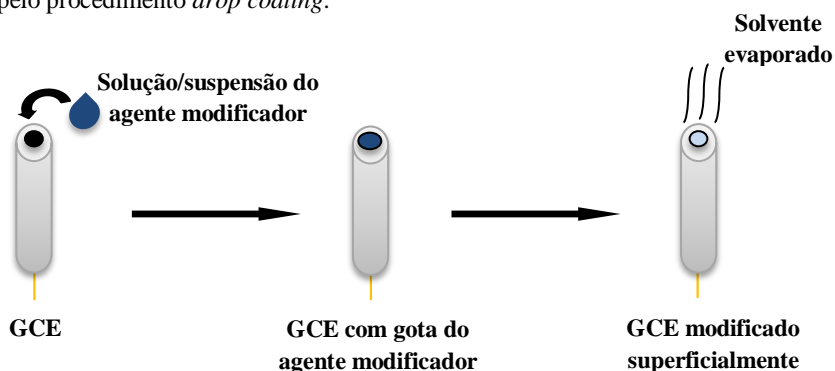 pelo procedimento drop coating.
Solvente
evaporado
Solução/suspensão do
agente modificador
GCE
GCE com gota do
agente modificador
GCE modificado
superficialmente